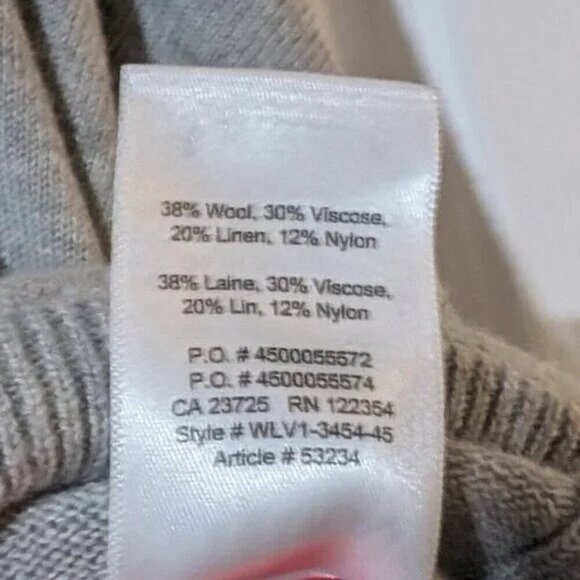 38% Wool, 30% Viscose,
20% Linen, 12% Nylon
38% Laine, 30% Viscose,
20% Lin, 12% Nylon
P.O. # 4500055572
P.O. # 4500055574
CA 23725 RN 122354
Style # WLV1-3454-45
Article # 53234